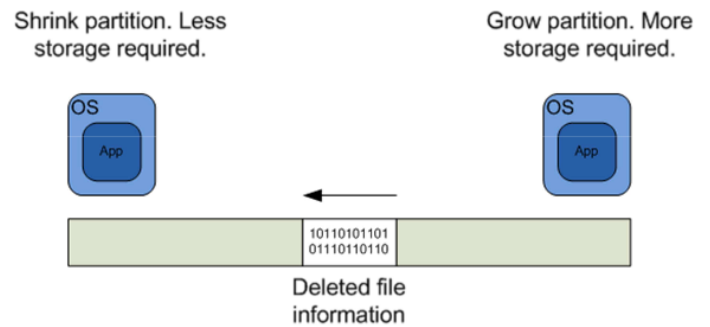 Shrink partition. Less
storage required.
Grow partition. More
storage required.
OS
App
OS
App
10110101101
01110110110
Deleted file
information